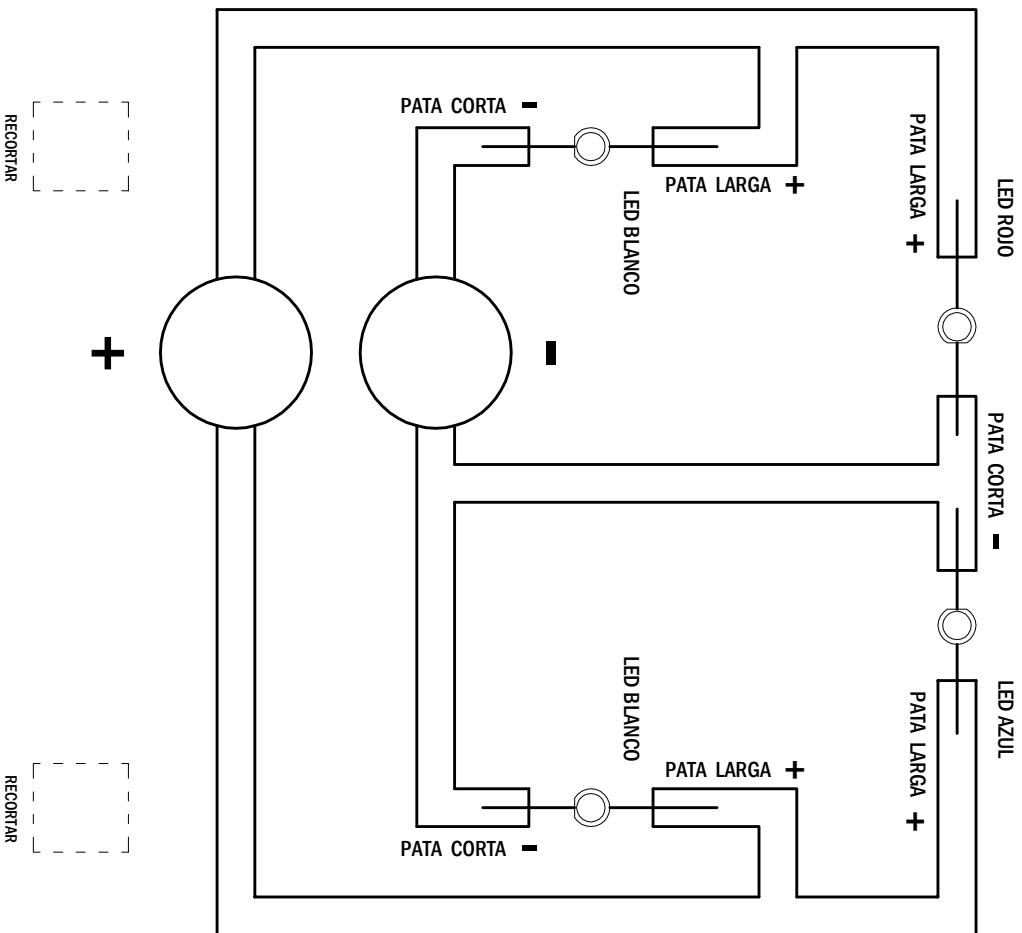 PATA CORTA -
PATA LARGA +
LED BLANCO
PATA LARGA +
LED ROJO
RECORTAR
+
-
PATA CORTA -
LED BLANCO
PATA LARGA +
PATA CORTA -
PATA LARGA +
LED AZUL
RECORTAR